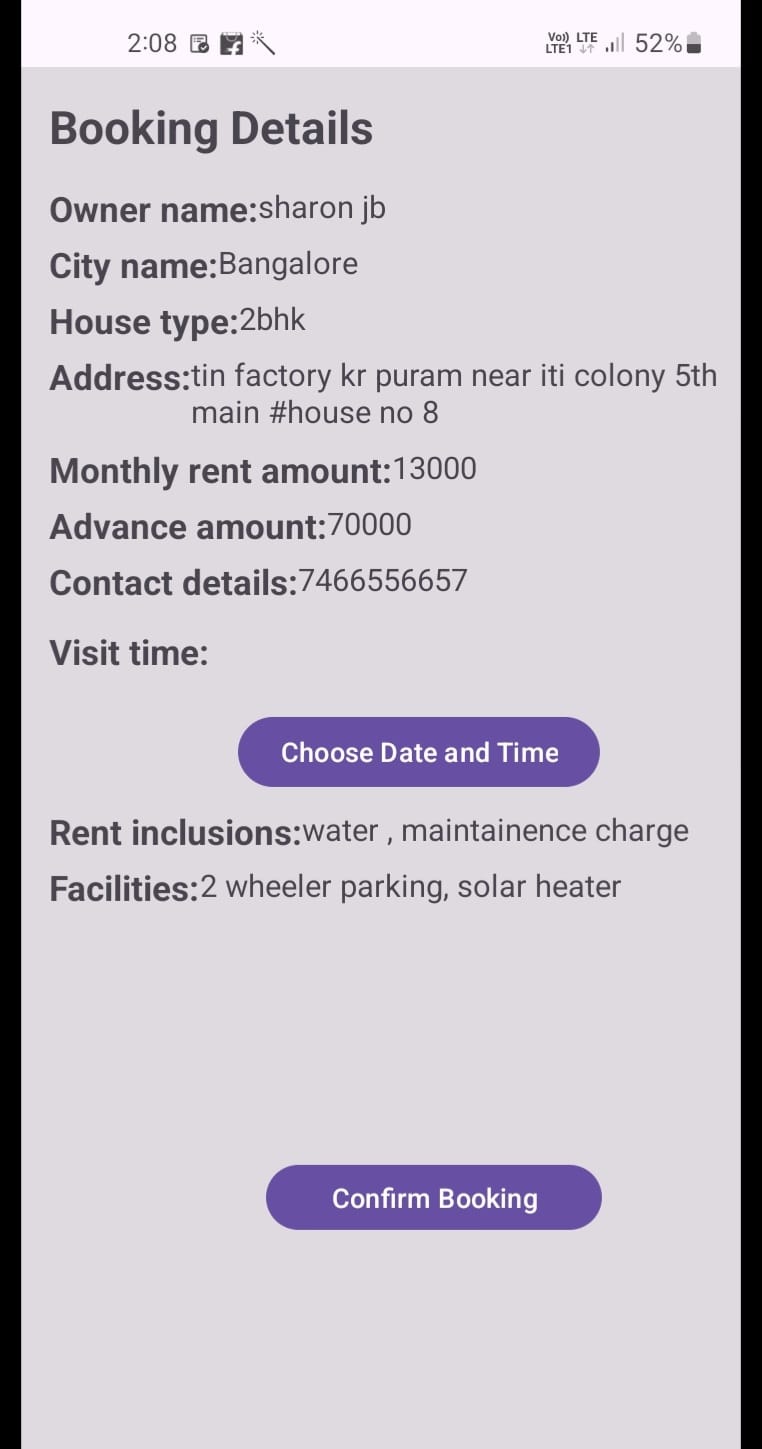 2:08 Vo)) LTE 52%
LTE1
Booking Details
Owner name:sharon jb
City name:Bangalore
House type:2bhk
Address:tin factory kr puram near iti colony 5th
main #house no 8
Monthly rent amount:13000
Advance amount:70000
Contact details:7466556657
Visit time:
Choose Date and Time
Rent inclusions:water , maintainence charge
Facilities:2 wheeler parking, solar heater
Confirm Booking